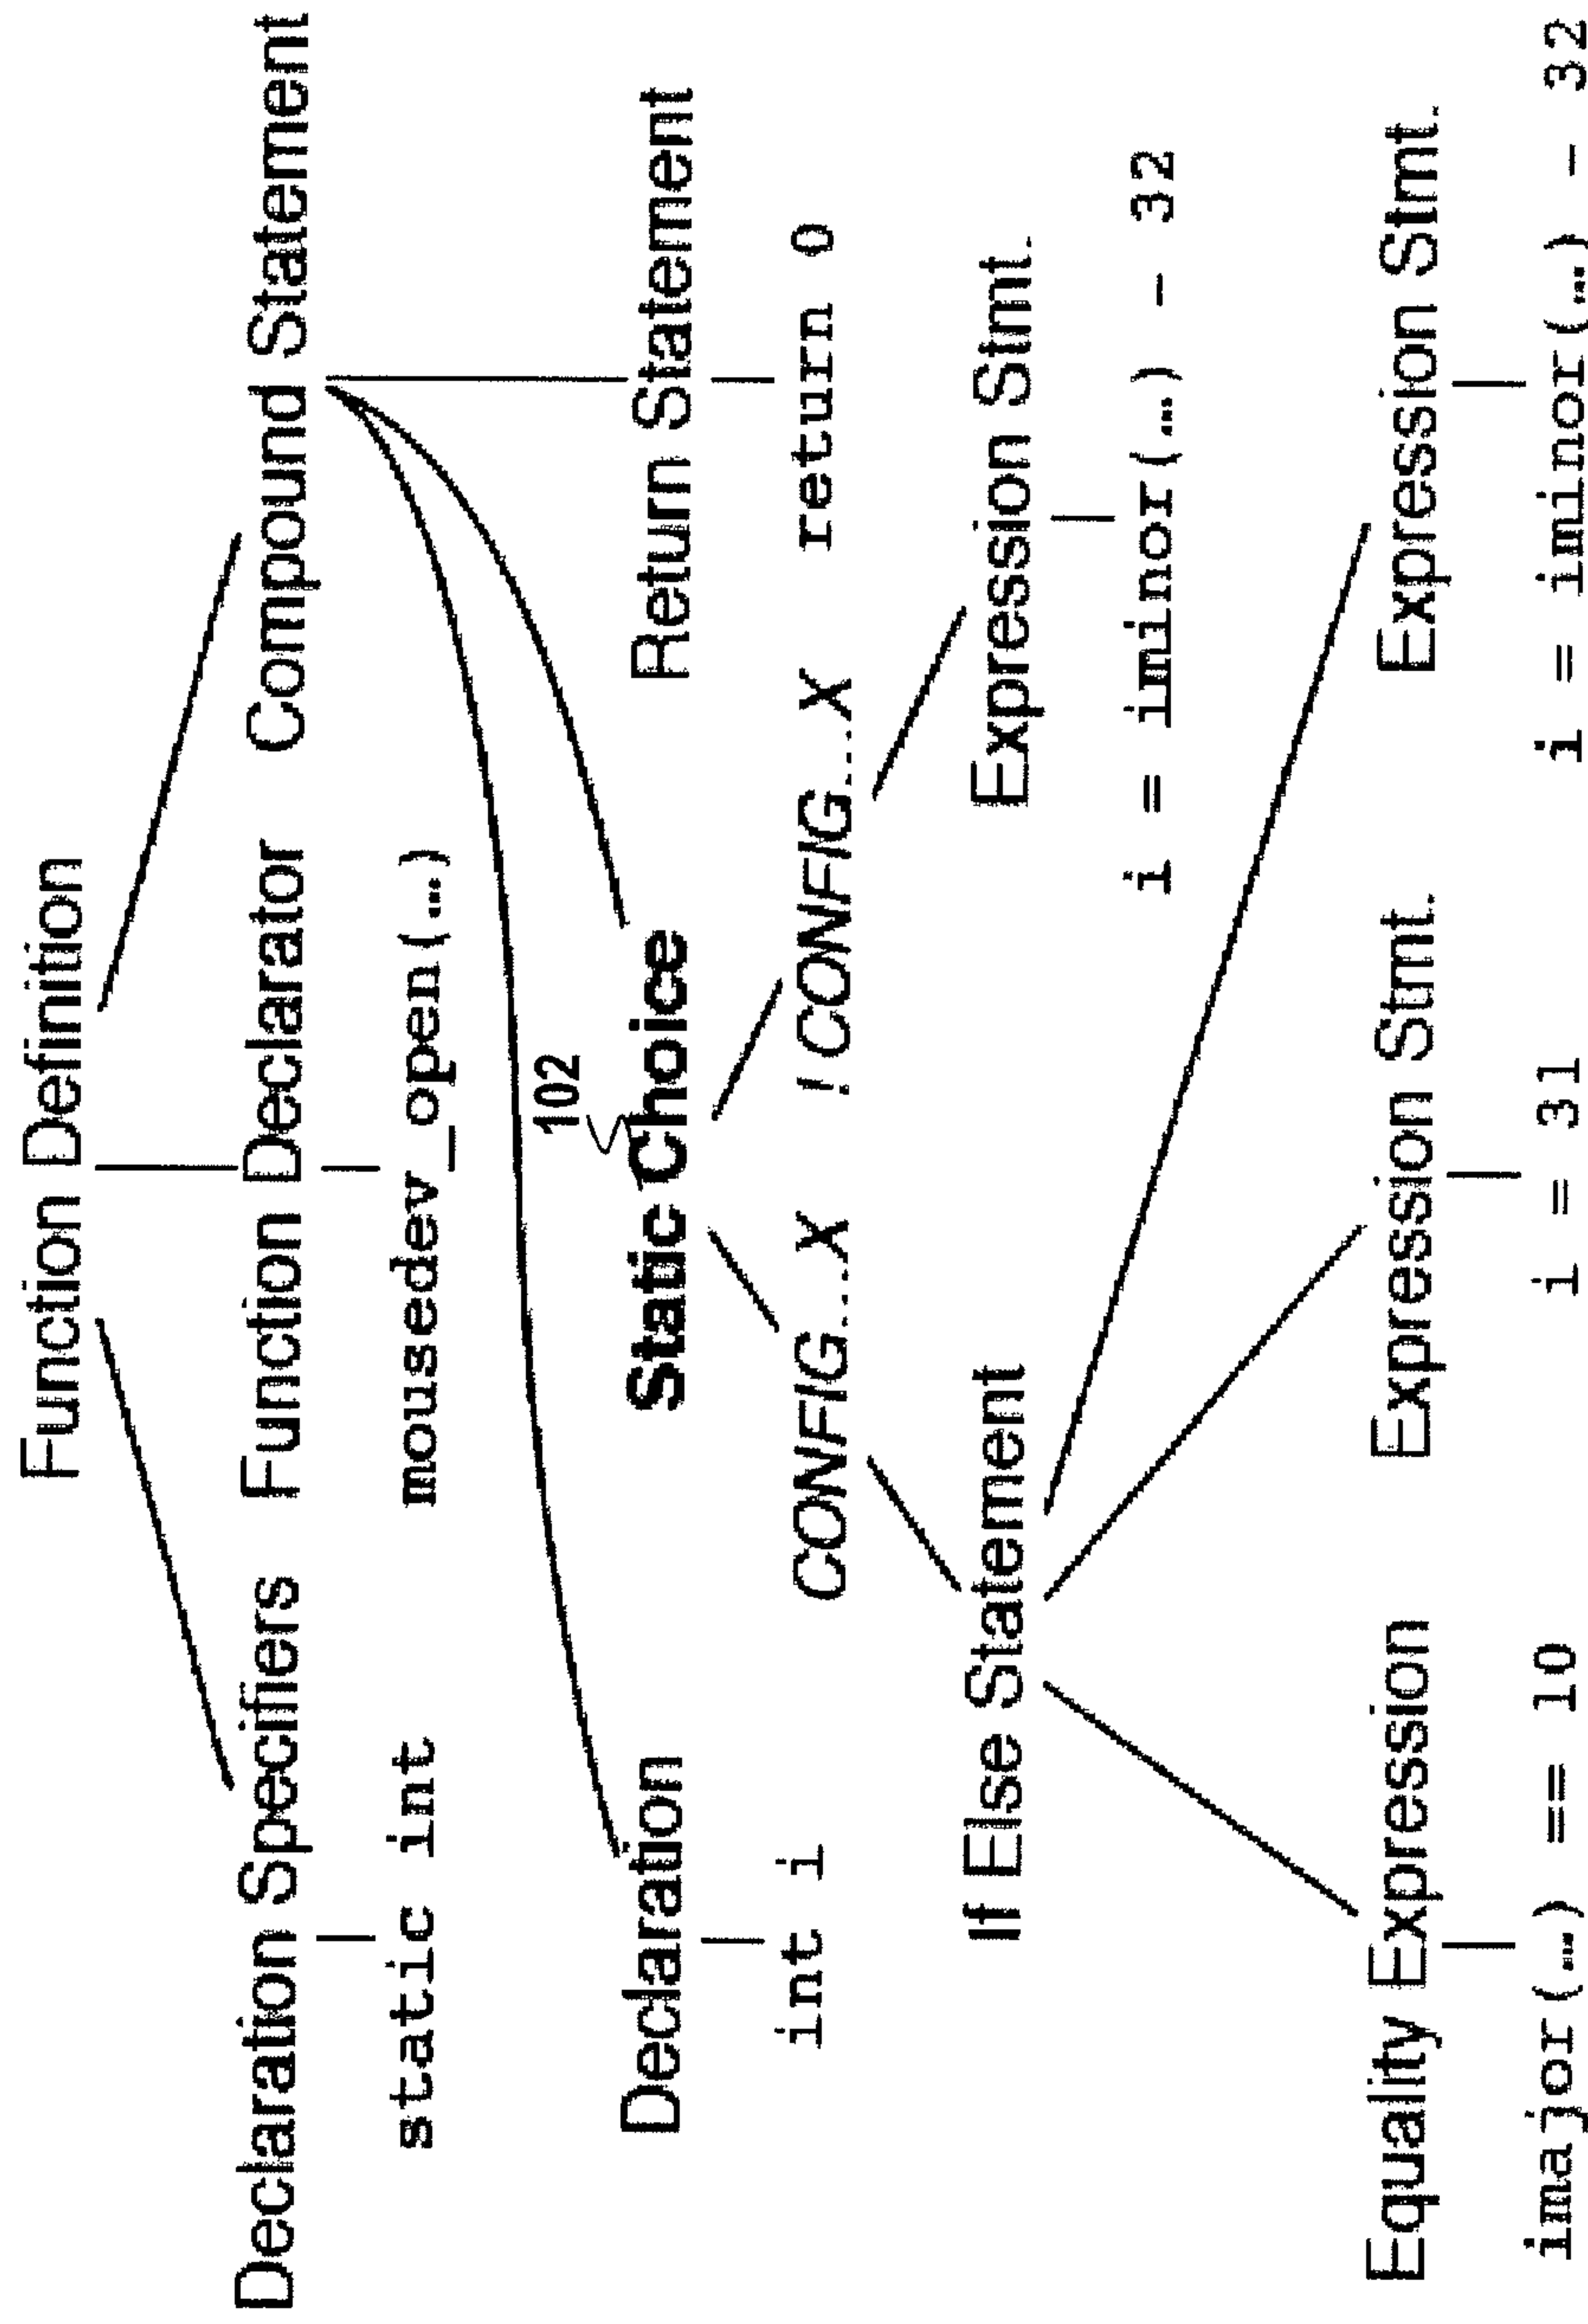 Function Definition
Declaration Specifiers
Function Declarator
Compound Statement
static int
mousedev_open(…)
102
Declaration
Static Choice
Return Statement
int i
CONFIG...X
! CONFIG...X
return 0
If Else Statement
Expression Stmt.
i = iminor(…) - 32
Equality Expression
Expression Stmt.
Expression Stmt.
imajor(…) == 10
i = 31
i = iminor(…) - 32